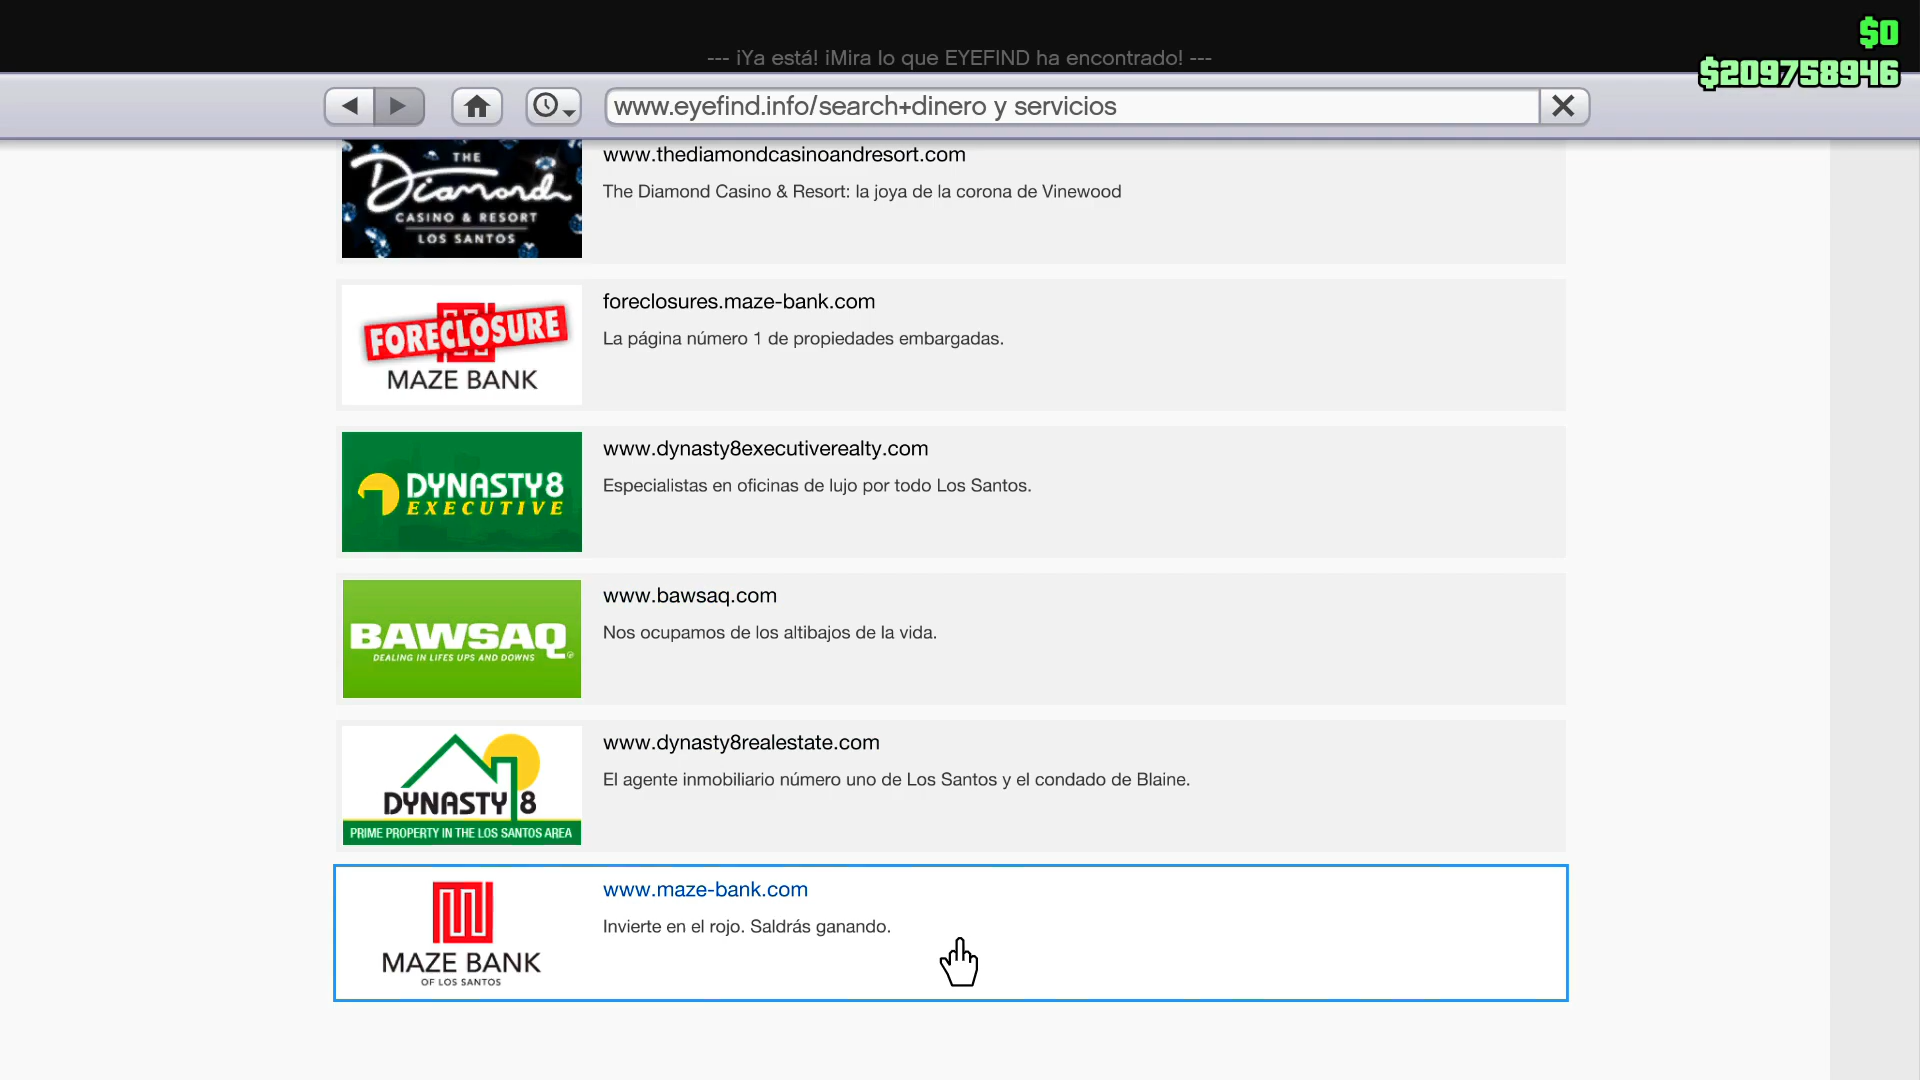 $0
--- ¡Ya está! ¡Mira lo que EYEFIND ha encontrado! ---
$209758946
www.eyefind.info/search+dinero y servicios
THE
Diamond
CASINO & RESORT
LOS SANTOS
www.thediamondcasinoandresort.com
The Diamond Casino & Resort: la joya de la corona de Vinewood
FORECLOSURE
MAZE BANK
foreclosures.maze-bank.com
La página número 1 de propiedades embargadas.
DYNASTY8
EXECUTIVE
www.dynasty8executiverealty.com
Especialistas en oficinas de lujo por todo Los Santos.
BAWSAQ
DEALING IN LIFES UPS AND DOWNS
www.bawsaq.com
Nos ocupamos de los altibajos de la vida.
DYNASTY 8
PRIME PROPERTY IN THE LOS SANTOS AREA
www.dynasty8realestate.com
El agente inmobiliario número uno de Los Santos y el condado de Blaine.
MAZE BANK
OF LOS SANTOS
www.maze-bank.com
Invierte en el rojo. Saldrás ganando.